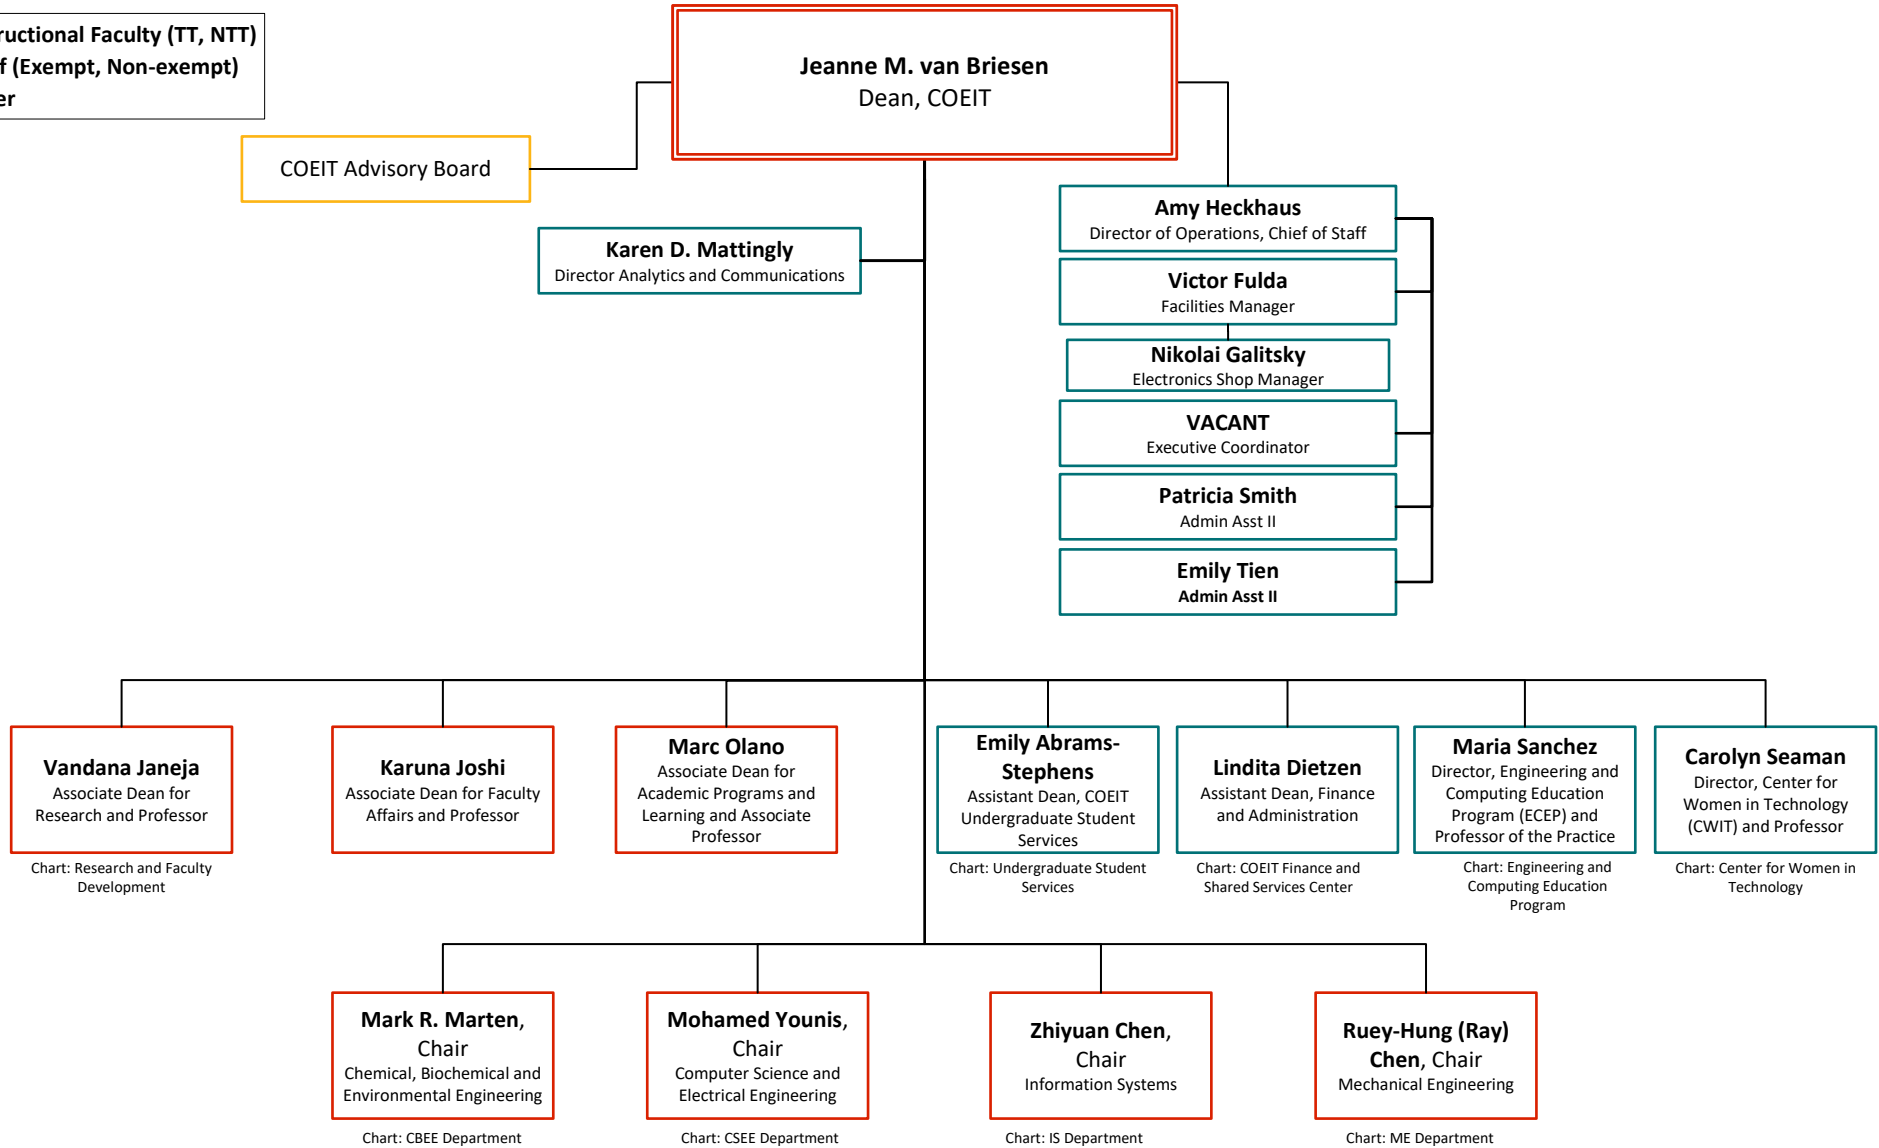 (TT, NTT)
(Exempt, Non-exempt)
Jeanne M. van Briesen
Dean, COEIT
COEIT Advisory Board
Karen D. Mattingly
Director Analytics and Communications
Amy Heckhaus
Director of Operations, Chief of Staff
Victor Fulda
Facilities Manager
Nikolai Galitsky
Electronics Shop Manager
VACANT
Executive Coordinator
Patricia Smith
Admin Asst II
Emily Tien
Admin Asst II
Vandana Janeja
Associate Dean for
Research and Professor
Chart: Research and Faculty
Development
Karuna Joshi
Associate Dean for Faculty
Affairs and Professor
Marc Olano
Associate Dean for
Academic Programs and
Learning and Associate
Professor
Emily Abrams-
Stephens
Assistant Dean, COEIT
Undergraduate Student
Services
Chart: Undergraduate Student
Services
Lindita Dietzen
Assistant Dean, Finance
and Administration
Chart: COEIT Finance and
Shared Services Center
Maria Sanchez
Director, Engineering and
Computing Education
Program (ECEP) and
Professor of the Practice
Chart: Engineering and
Computing Education
Program
Carolyn Seaman
Director, Center for
Women in Technology
(CWIT) and Professor
Chart: Center for Women in
Technology
Mark R. Marten,
Chair
Chemical, Biochemical and
Environmental Engineering
Chart: CBEE Department
Mohamed Younis,
Chair
Computer Science and
Electrical Engineering
Chart: CSEE Department
Zhiyuan Chen,
Chair
Information Systems
Chart: IS Department
Ruey-Hung (Ray)
Chen, Chair
Mechanical Engineering
Chart: ME Department